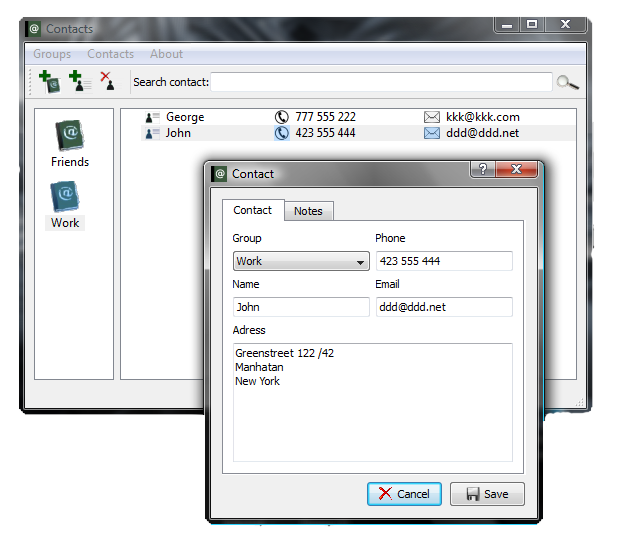 Contacts
Groups Contacts About
Search contact:
Friends
Work
George 777 555 222 kkk@kkk.com
John 423 555 444 ddd@ddd.net
Contact
Contact Notes
Group Phone
Work 423 555 444
Name Email
John ddd@ddd.net
Adress
Greenstreet 122 /42
Manhatan
New York
Cancel Save